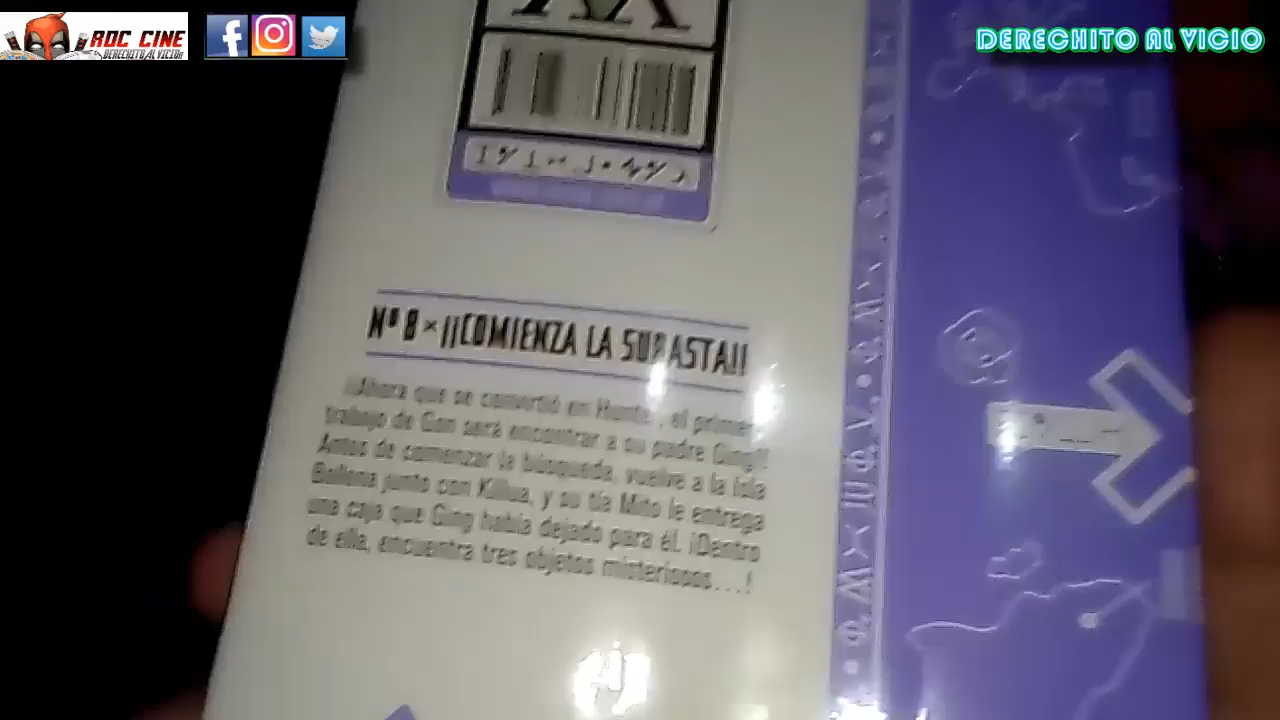 RDC CINE
DERECHITO AL VICIO
DERECHITO AL VICIO
Nº 8 × ¡¡COMIENZA LA SUBASTA!!
¡¡Ahora que se convirtió en Hunter, el primer
trabajo de Gon será encontrar a su padre Ging!!
Antes de comenzar la búsqueda, vuelve a la Isla
Ballena junto con Killua, y su tía Mito le entrega
una caja que Ging había dejado para él. ¡Dentro
de ella, encuentra tres objetos misteriosos...!